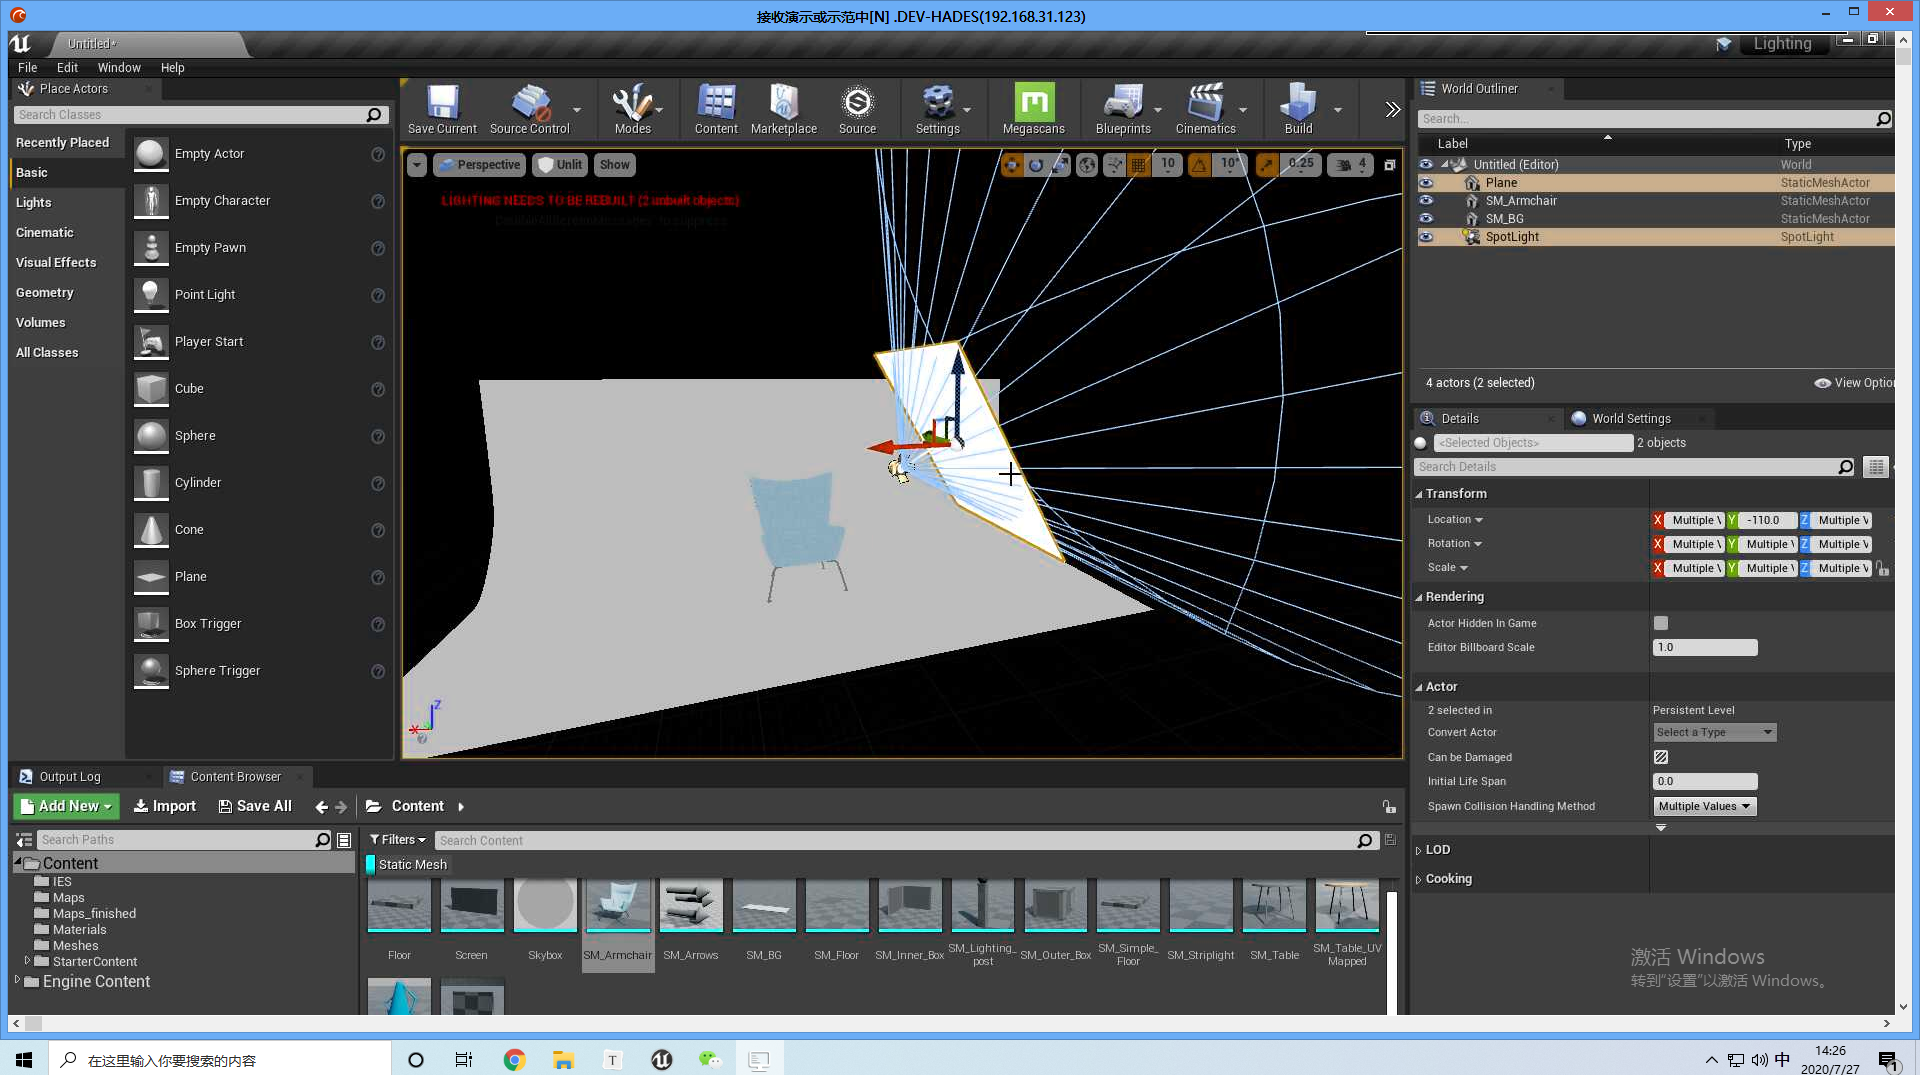 接收演示或示范中[N] .DEV-HADES(192.168.31.123)
Untitled*
Lighting
File Edit Window Help
Place Actors
Search Classes
Recently Placed
Basic
Lights
Cinematic
Visual Effects
Geometry
Volumes
All Classes
Empty Actor
Empty Character
Empty Pawn
Point Light
Player Start
Cube
Sphere
Cylinder
Cone
Plane
Box Trigger
Sphere Trigger
Save Current Source Control Modes Content Marketplace Source Settings Megascans Blueprints Cinematics Build
Perspective Unlit Show
10 10° 0.25 4
LIGHTING NEEDS TO BE REBUILT (2 unbuilt objects)
'DisableAllScreenMessages' to suppress
Z
X
World Outliner
Search...
Label Type
Untitled (Editor) World
Plane StaticMeshActor
SM_Armchair StaticMeshActor
SM_BG StaticMeshActor
SpotLight SpotLight
4 actors (2 selected)
View Optio
Details World Settings
<Selected Objects> 2 objects
Search Details
Transform
Location X Multiple V Y -110.0 Z Multiple V
Rotation X Multiple V Y Multiple V Z Multiple V
Scale X Multiple V Y Multiple V Z Multiple V
Rendering
Actor Hidden In Game
Editor Billboard Scale 1.0
Actor
2 selected in Persistent Level
Convert Actor Select a Type
Can be Damaged
Initial Life Span 0.0
Spawn Collision Handling Method Multiple Values
LOD
Cooking
Output Log Content Browser
Add New Import Save All Content
Search Paths
Filters Search Content
Static Mesh
Content
IES
Maps
Maps_finished
Materials
Meshes
StarterContent
Engine Content
Floor Screen Skybox SM_Armchair SM_Arrows SM_BG SM_Floor SM_Inner_Box SM_Lighting_post SM_Outer_Box SM_Simple_Floor SM_Striplight SM_Table SM_Table_UVMapped
激活 Windows
转到“设置”以激活 Windows。
在这里输入你要搜索的内容
T
中
14:26
2020/7/27
1